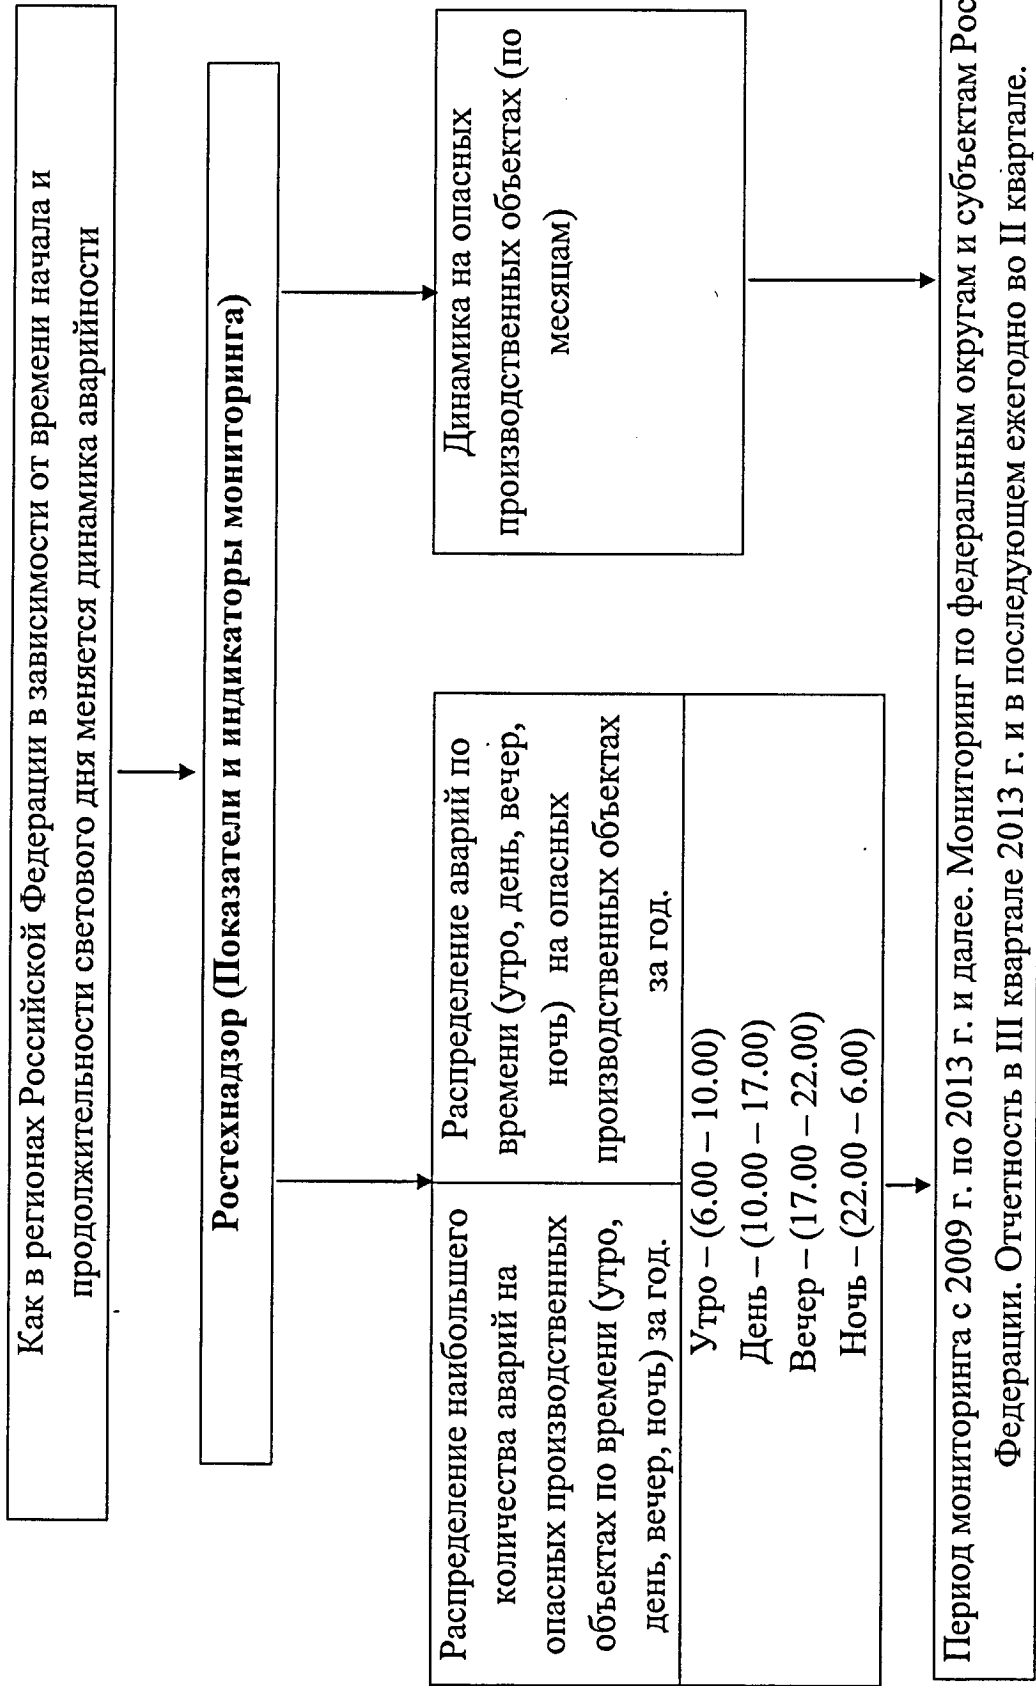 Как в регионах Российской Федерации в зависимости от времени начала и
продолжительности светового дня меняется динамика аварийности
Ростехнадзор (Показатели и индикаторы мониторинга)
Распределение наибольшего
количества аварий на
опасных производственных
объектах по времени (утро,
день, вечер, ночь) за год.
Распределение аварий по
времени (утро, день, вечер,
ночь) на опасных
производственных объектах
за год.
Утро – (6.00 – 10.00)
День – (10.00 – 17.00)
Вечер – (17.00 – 22.00)
Ночь – (22.00 – 6.00)
Динамика на опасных
производственных объектах (по
месяцам)
Период мониторинга с 2009 г. по 2013 г. и далее. Мониторинг по федеральным округам и субъектам Рос
Федерации. Отчетность в III квартале 2013 г. и в последующем ежегодно во II квартале.